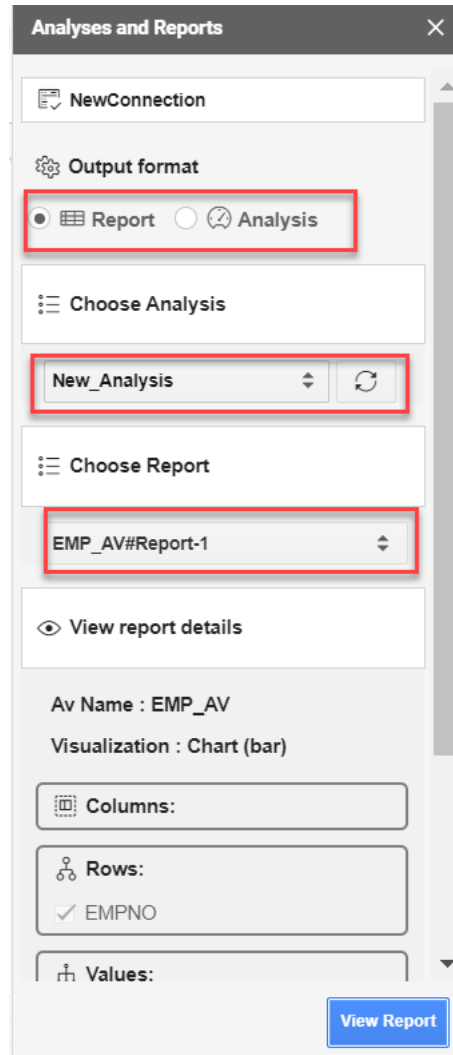 Analyses and Reports
NewConnection
Output format
Report Analysis
Choose Analysis
New_Analysis
Choose Report
EMP_AV#Report-1
View report details
Av Name : EMP_AV
Visualization : Chart (bar)
Columns:
Rows:
EMPNO
Values:
View Report